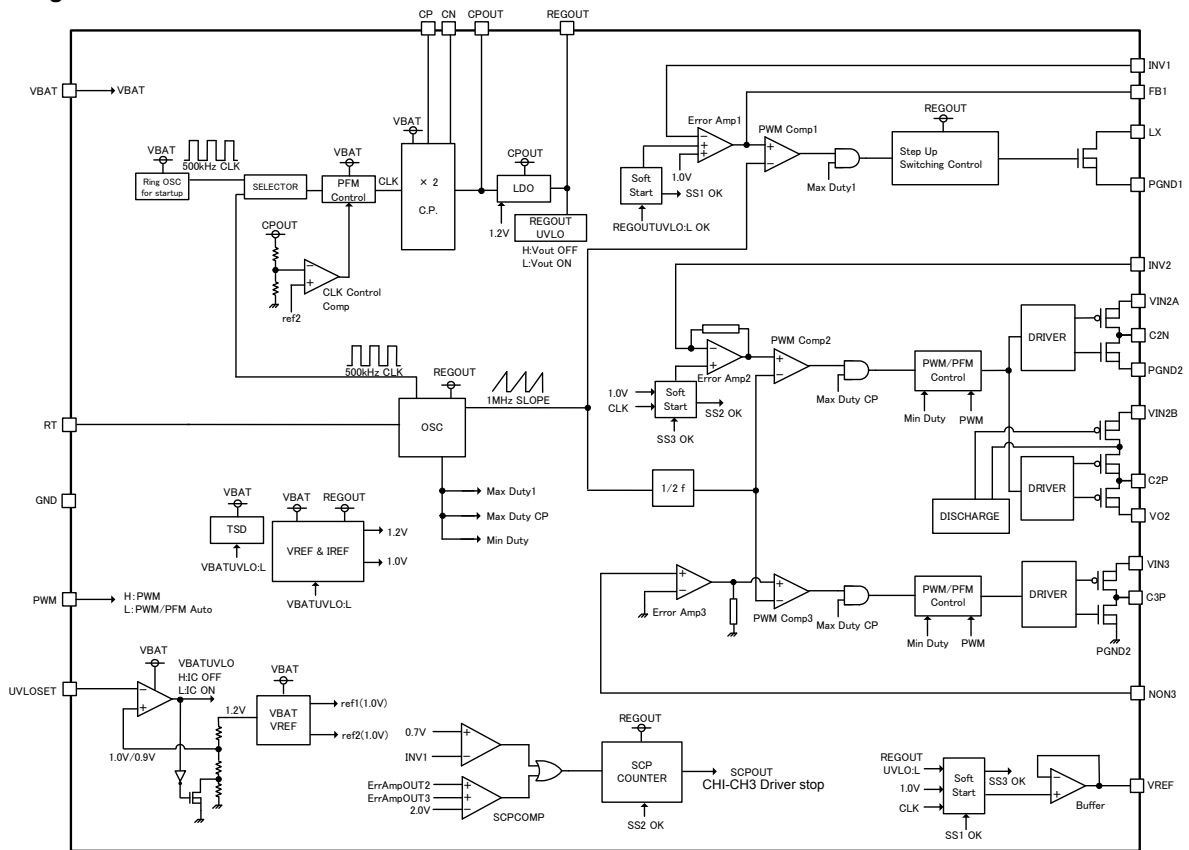 CP
CN
CPOUT
REGOUT
VBAT
VBAT
500kHz CLK
VBAT
Ring OSC
for startup
SELECTOR
VBAT
PFM
Control
CLK
VBAT
× 2
C.P.
CPOUT
LDO
1.2V
REGOUT
UVLO
H:Vout OFF
L:Vout ON
CPOUT
ref2
CLK Control
Comp
INV1
FB1
Error Amp1
1.0V
Soft
Start
SS1 OK
REGOUTUVLO:L OK
PWM Comp1
Max Duty1
REGOUT
Step Up
Switching Control
LX
PGND1
INV2
Error Amp2
1.0V
CLK
Soft
Start
SS2 OK
SS3 OK
PWM Comp2
Max Duty CP
PWM/PFM
Control
Min Duty
PWM
DRIVER
VIN2A
C2N
PGND2
VIN2B
DRIVER
DISCHARGE
C2P
VO2
500kHz CLK
REGOUT
1MHz SLOPE
RT
OSC
1/2 f
Max Duty1
Max Duty CP
Min Duty
GND
VBAT
TSD
VBATUVLO:L
VBAT
REGOUT
VREF & IREF
1.2V
1.0V
VBATUVLO:L
PWM
H:PWM
L:PWM/PFM Auto
Error Amp3
PWM Comp3
Max Duty CP
PWM/PFM
Control
Min Duty
PWM
DRIVER
VIN3
C3P
PGND2
NON3
UVLOSET
VBAT
VBATUVLO
H:IC OFF
L:IC ON
1.0V/0.9V
1.2V
VBAT
VBAT
VREF
ref1(1.0V)
ref2(1.0V)
0.7V
INV1
ErrAmpOUT2
ErrAmpOUT3
2.0V
SCPCOMP
REGOUT
SCP
COUNTER
SS2 OK
SCPOUT
CHI-CH3 Driver stop
REGOUT
UVLO:L
1.0V
CLK
Soft
Start
SS3 OK
SS1 OK
Buffer
VREF